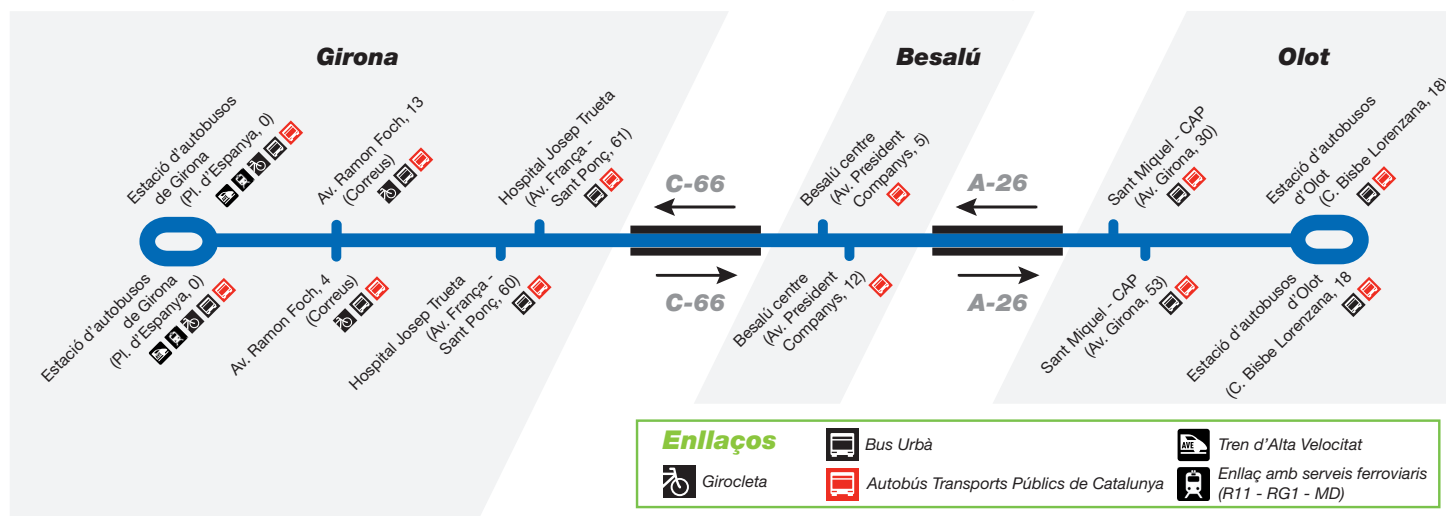 Girona
Besalú
Olot
Estació d'autobusos
de Girona
(Pl. d'Espanya, 0)
Av. Ramon Foch, 13
(Correus)
Hospital Josep Trueta
(Av. França -
Sant Ponç, 61)
C-66
Besalú centre
(Av. President
Companys, 5)
A-26
Sant Miquel - CAP
(Av. Girona, 30)
Estació d'autobusos
d'Olot
(C. Bisbe Lorenzana, 18)
Estació d'autobusos
de Girona
(Pl. d'Espanya, 0)
Av. Ramon Foch, 4
(Correus)
Hospital Josep Trueta
(Av. França -
Sant Ponç, 60)
C-66
Besalú centre
(Av. President
Companys, 12)
A-26
Sant Miquel - CAP
(Av. Girona, 53)
Estació d'autobusos
d'Olot
(C. Bisbe Lorenzana, 18
Enllaços
Girocleta
Bus Urbà
Autobús Transports Públics de Catalunya
AVE
Tren d'Alta Velocitat
Enllaç amb serveis ferroviaris
(R11 - RG1 - MD)